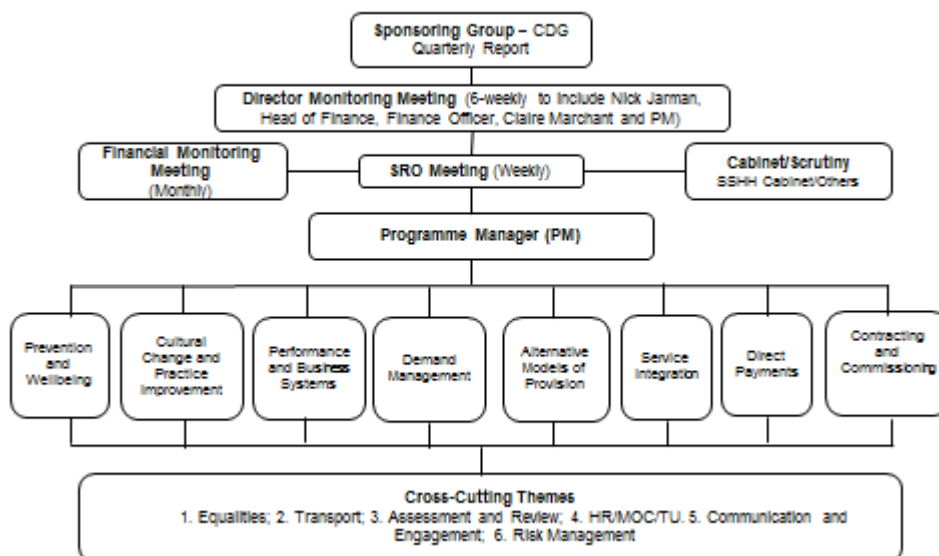 Sponsoring Group – CDG
Quarterly Report
Director Monitoring Meeting (6-weekly to include Nick Jarman,
Head of Finance, Finance Officer, Claire Marchant and PM)
Financial Monitoring
Meeting
(Monthly)
SRO Meeting (Weekly)
Cabinet/Scrutiny
SSHH Cabinet/Others
Programme Manager (PM)
Prevention
and
Wellbeing
Cultural
Change and
Practice
Improvement
Performance
and Business
Systems
Demand
Management
Alternative
Models of
Provision
Service
Integration
Direct
Payments
Contracting
and
Commissioning
Cross-Cutting Themes
1. Equalities; 2. Transport; 3. Assessment and Review; 4. HR/MOC/TU. 5. Communication and
Engagement; 6. Risk Management